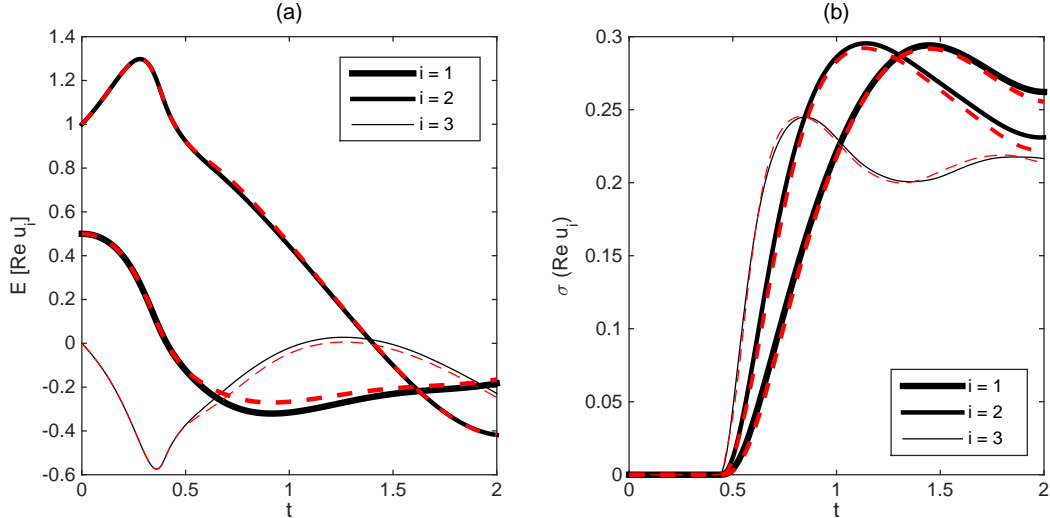 (a)
E [Re u_i]
1.4
1.2
1
0.8
0.6
0.4
0.2
0
-0.2
-0.4
-0.6
0
0.5
1
1.5
2
t
i = 1
i = 2
i = 3
(b)
σ (Re u_i)
0.3
0.25
0.2
0.15
0.1
0.05
0
0
0.5
1
1.5
2
t
i = 1
i = 2
i = 3